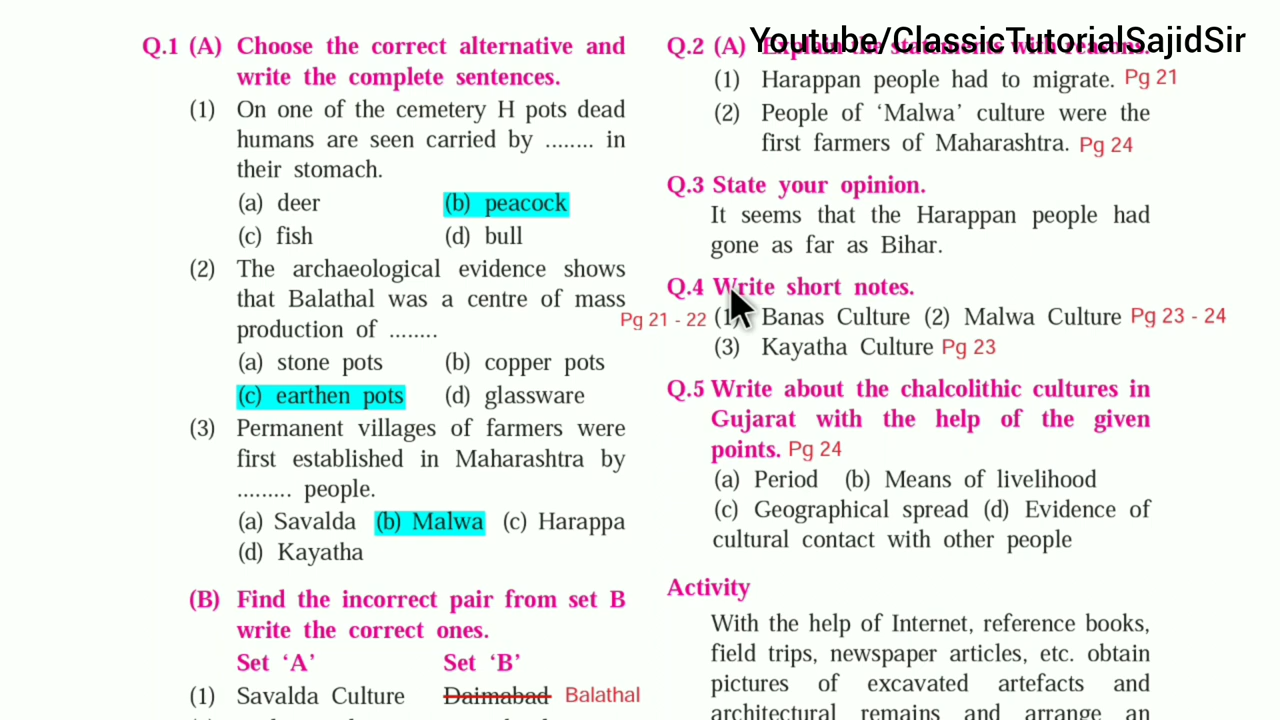 Youtube/ClassicTutorialSajidSir
Q.1 (A) Choose the correct alternative and
write the complete sentences.
(1) On one of the cemetery H pots dead
humans are seen carried by ........ in
their stomach.
(a) deer (b) peacock
(c) fish (d) bull
(2) The archaeological evidence shows
that Balathal was a centre of mass
production of ........
(a) stone pots (b) copper pots
(c) earthen pots (d) glassware
(3) Permanent villages of farmers were
first established in Maharashtra by
......... people.
(a) Savalda (b) Malwa (c) Harappa
(d) Kayatha
(B) Find the incorrect pair from set B
write the correct ones.
Set ‘A’ Set ‘B’
(1) Savalda Culture Daimabad Balathal
Q.2 (A) Explain the statements with reasons.
(1) Harappan people had to migrate. Pg 21
(2) People of ‘Malwa’ culture were the
first farmers of Maharashtra. Pg 24
Q.3 State your opinion.
It seems that the Harappan people had
gone as far as Bihar.
Q.4 Write short notes.
Pg 21 - 22 (1) Banas Culture (2) Malwa Culture Pg 23 - 24
(3) Kayatha Culture Pg 23
Q.5 Write about the chalcolithic cultures in
Gujarat with the help of the given
points. Pg 24
(a) Period (b) Means of livelihood
(c) Geographical spread (d) Evidence of
cultural contact with other people
Activity
With the help of Internet, reference books,
field trips, newspaper articles, etc. obtain
pictures of excavated artefacts and
architectural remains and arrange an